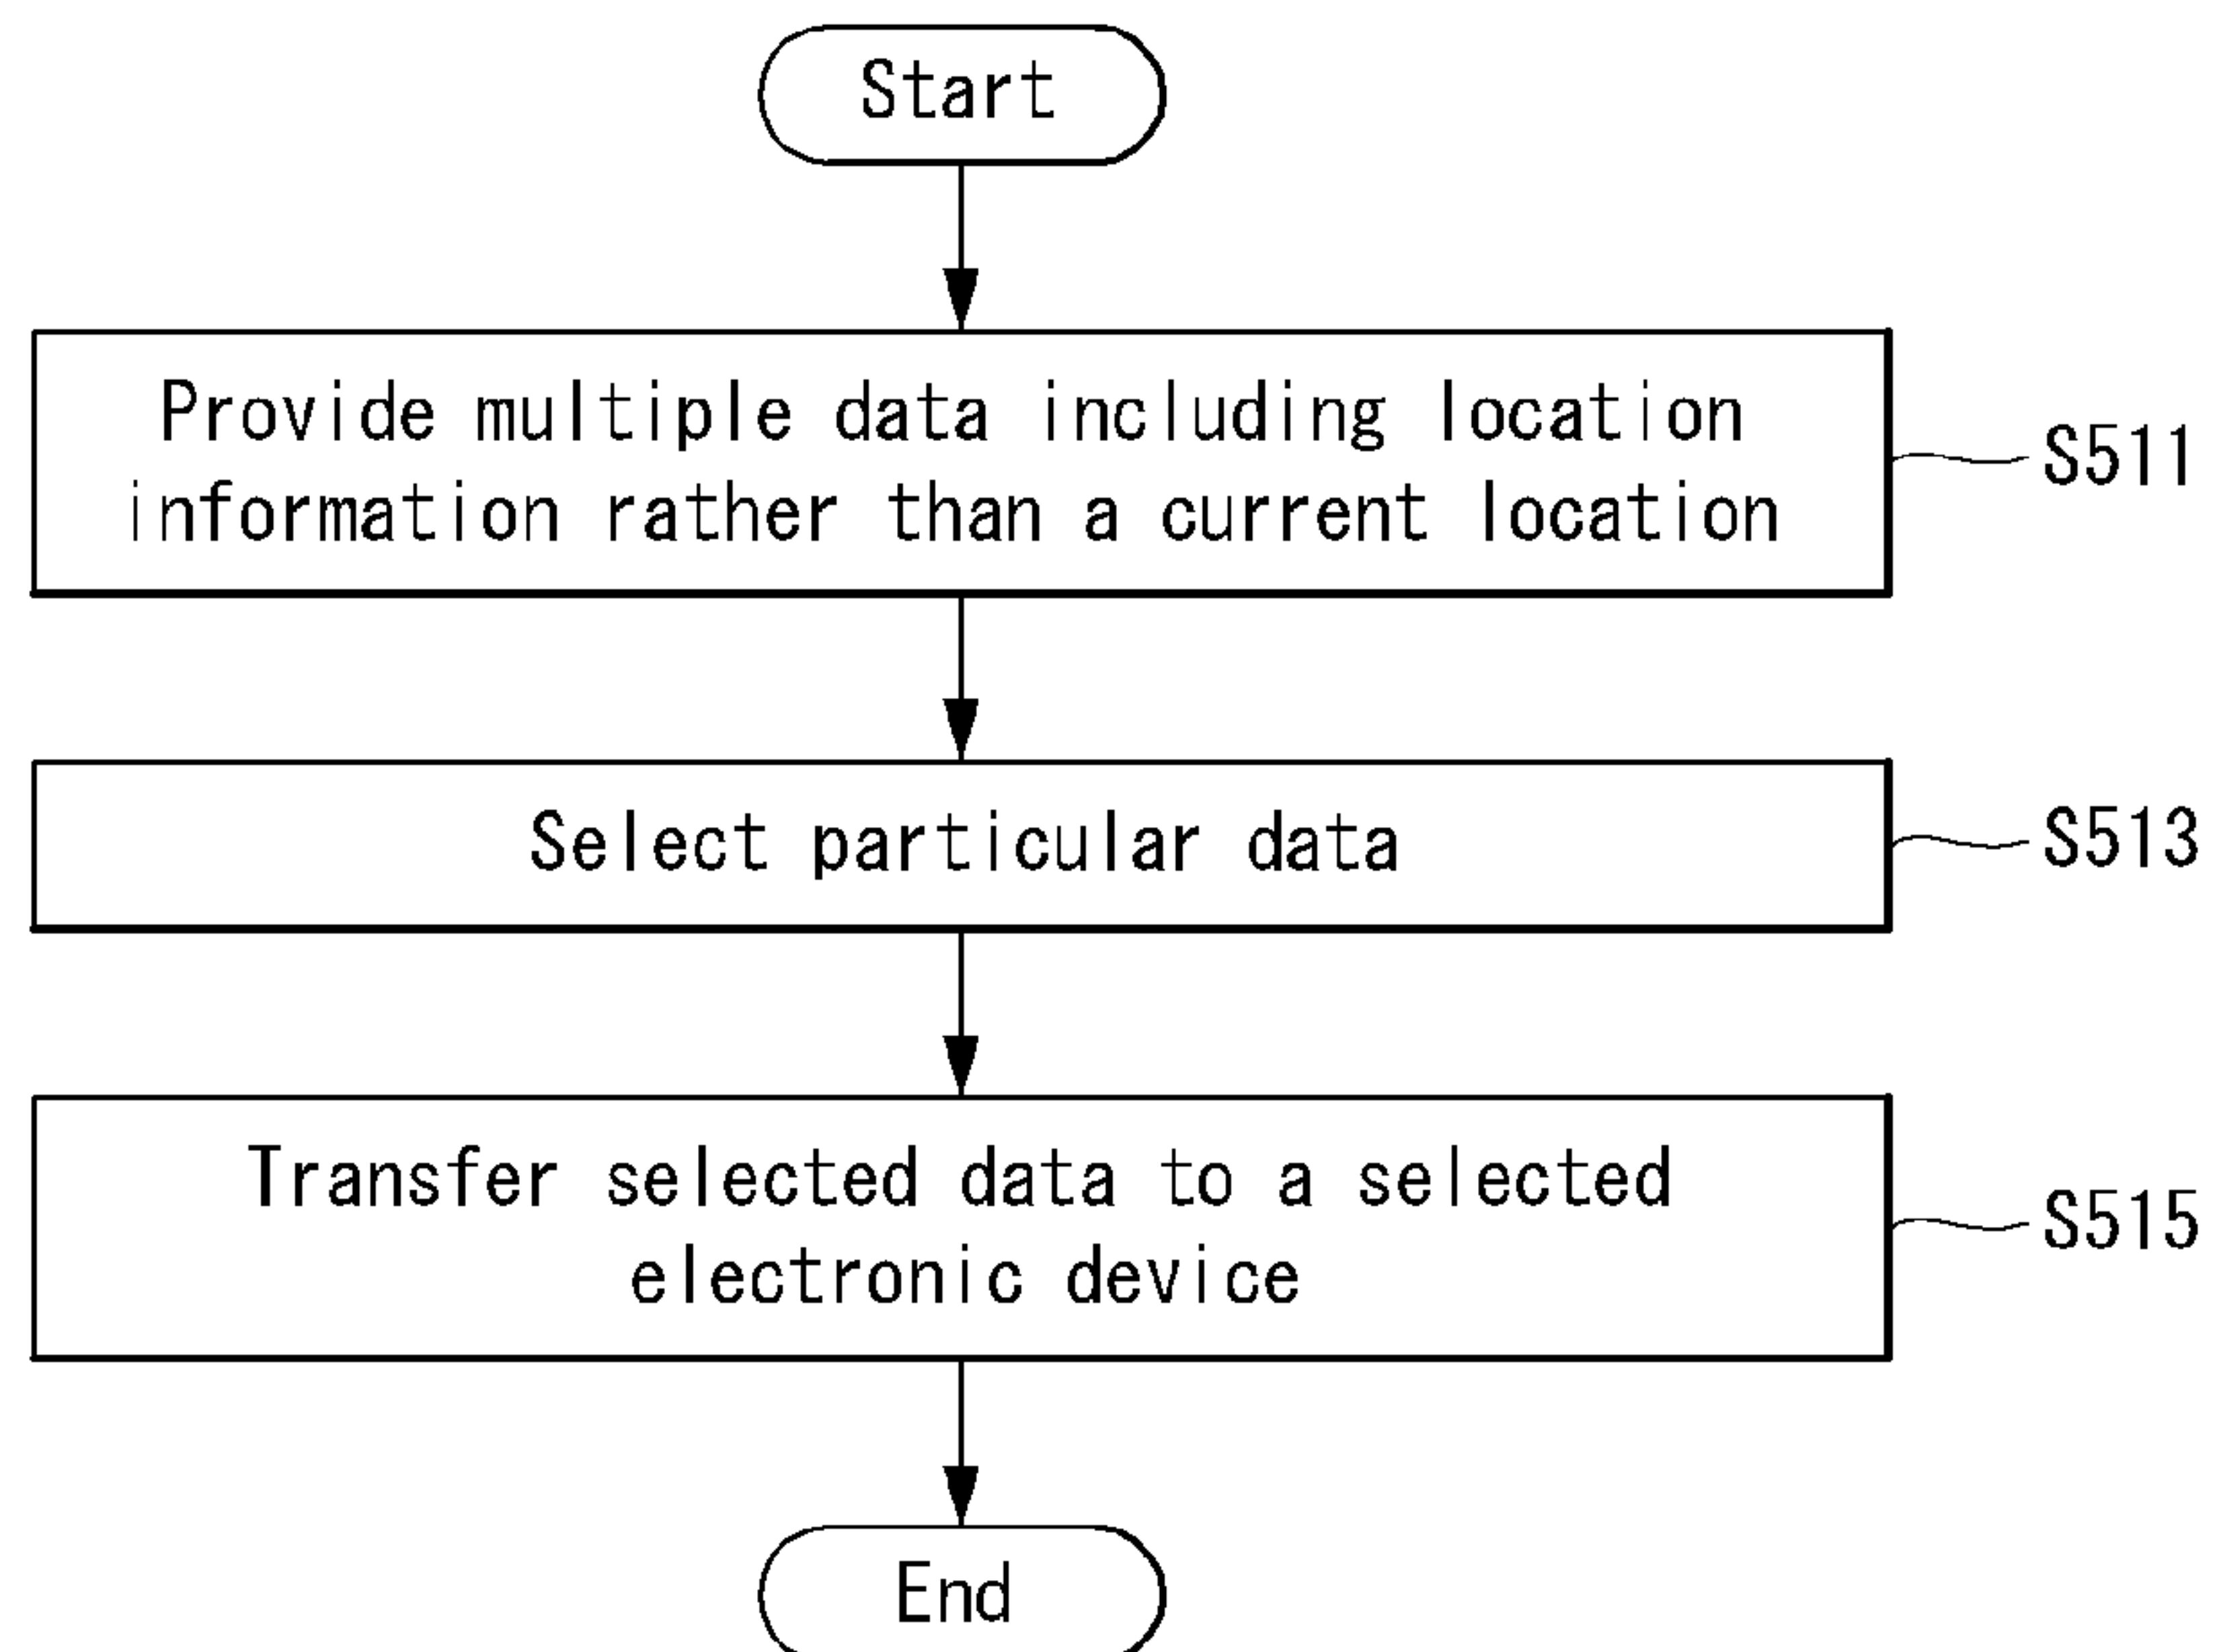 Start
Provide multiple data including location
information rather than a current location
S511
Select particular data
S513
Transfer selected data to a selected
electronic device
S515
End